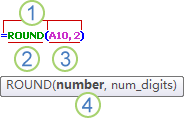 1
=ROUND(A10,2)
2 3
ROUND(number, num_digits)
4